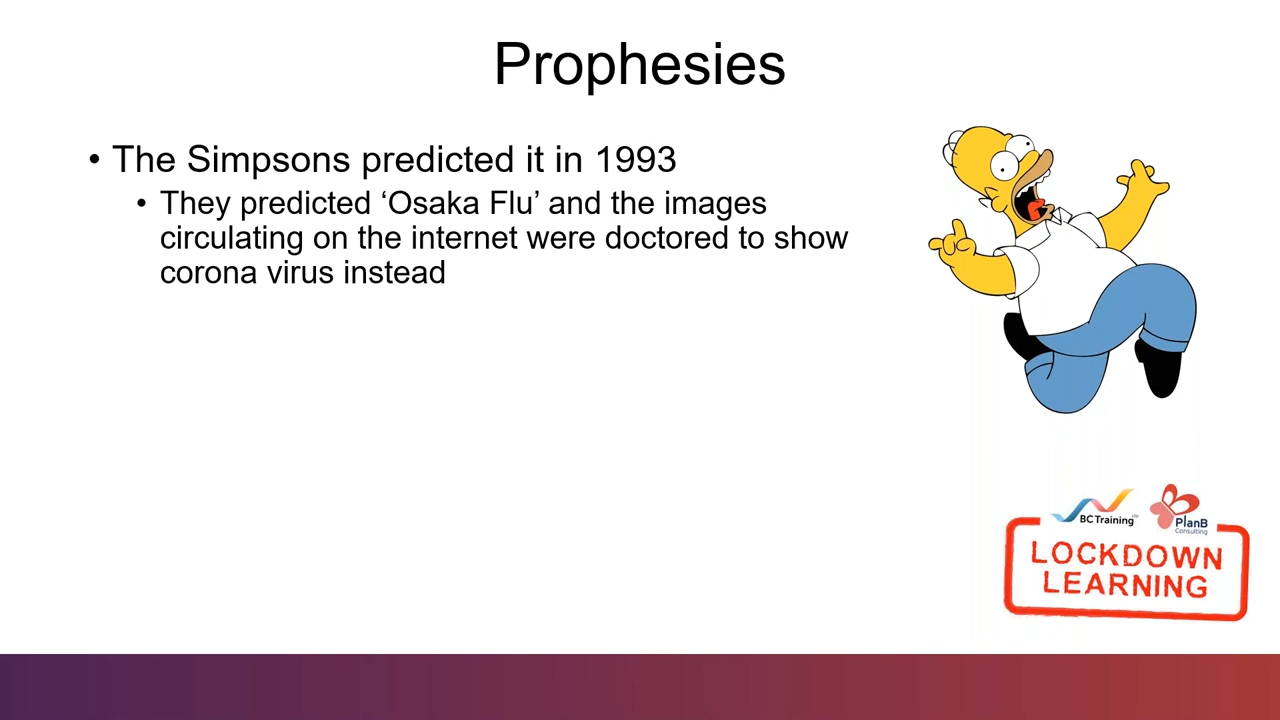 Prophesies
• The Simpsons predicted it in 1993
• They predicted ‘Osaka Flu’ and the images
circulating on the internet were doctored to show
corona virus instead
BC Training LTD
PlanB
Consulting
LOCKDOWN
LEARNING